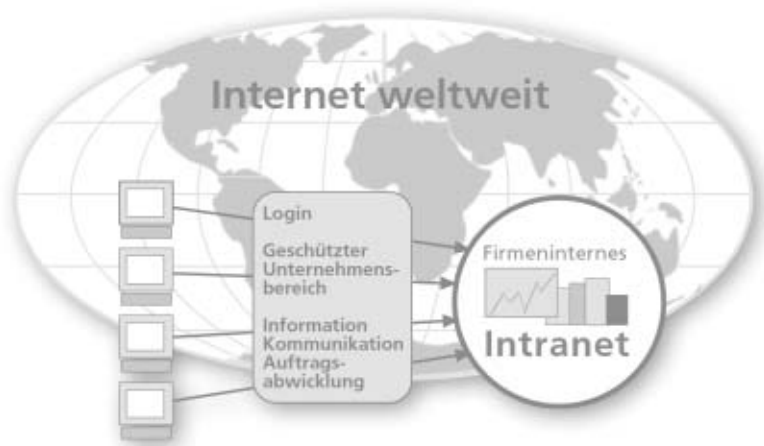 Internet weltweit
Login
Geschützter
Unternehmens-
bereich
Information
Kommunikation
Auftrags-
abwicklung
Firmeninternes
Intranet